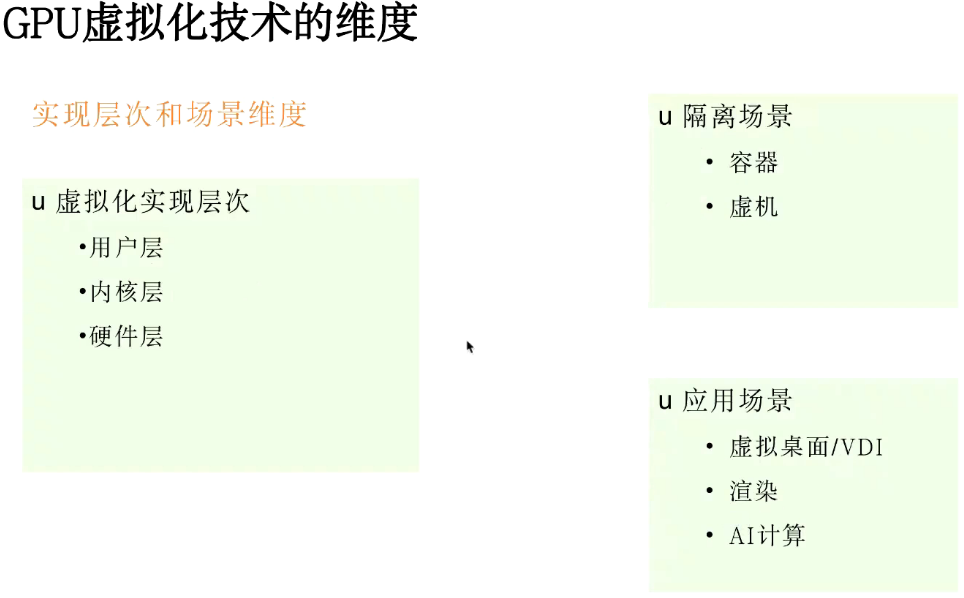 GPU虚拟化技术的维度
实现层次和场景维度
u 虚拟化实现层次
•用户层
•内核层
•硬件层
u 隔离场景
• 容器
• 虚机
u 应用场景
• 虚拟桌面/VDI
• 渲染
• AI计算